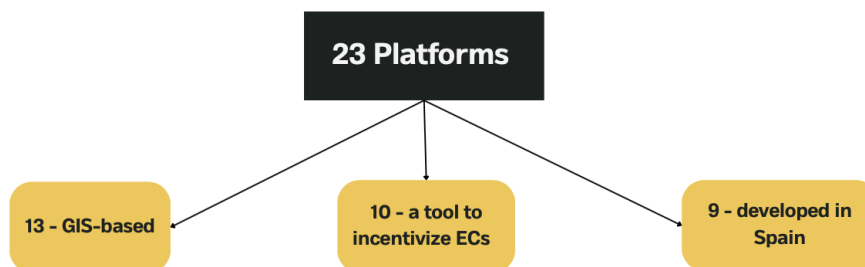 23 Platforms
13 - GIS-based
10 - a tool to
incentivize ECs
9 - developed in
Spain